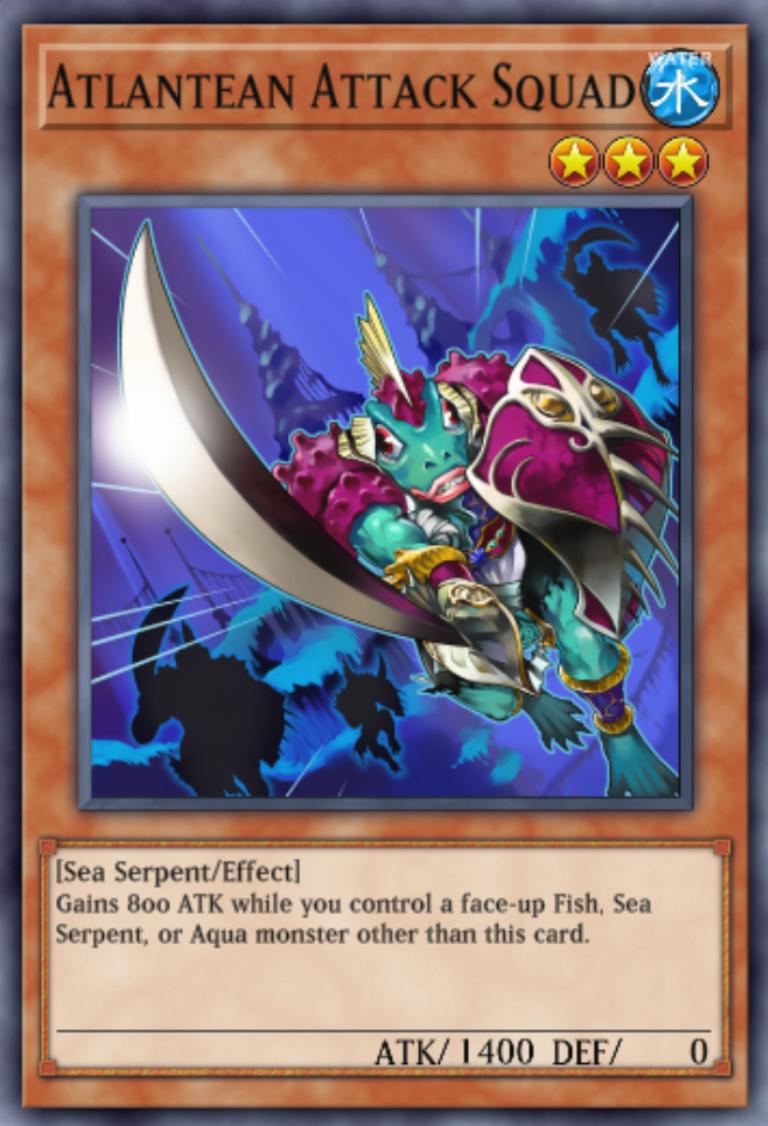 Atlantean Attack Squad
WATER
水
[Sea Serpent/Effect]
Gains 800 ATK while you control a face-up Fish, Sea
Serpent, or Aqua monster other than this card.
ATK/ 1400 DEF/ 0